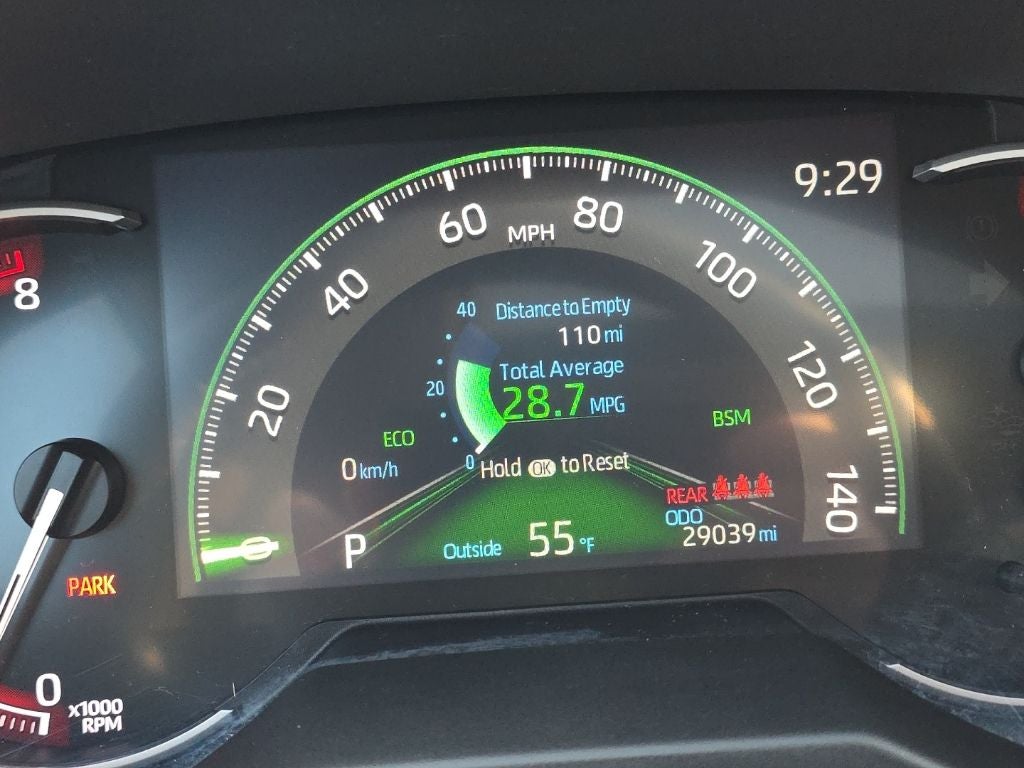 9:29
60
80
MPH
40
100
8
40
Distance to Empty
110 mi
Total Average
20
28.7 MPG
120
20
BSM
ECO
0 km/h
0
Hold OK to Reset
REAR
140
ODO
29039 mi
P
Outside 55 °F
0
PARK
0
x1000
RPM